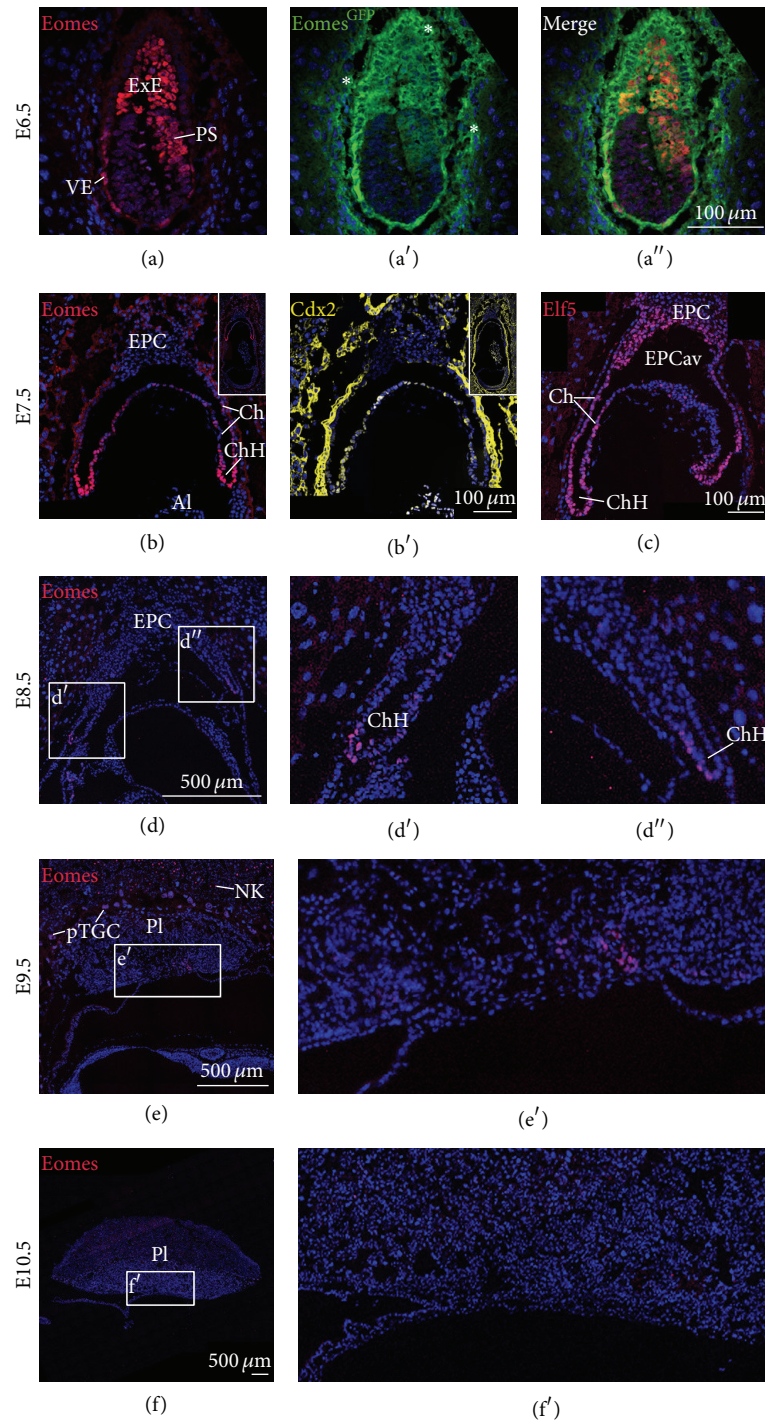 E6.5
Eomes
ExE
PS
VE
(a)
Eomes^GFP
*
*
*
(a′)
Merge
100 μm
(a″)
E7.5
Eomes
EPC
Ch
ChH
Al
(b)
Cdx2
100 μm
(b′)
Elf5
EPC
EPCav
Ch
ChH
100 μm
(c)
E8.5
Eomes
EPC
d′
d″
500 μm
(d)
ChH
(d′)
ChH
(d″)
E9.5
Eomes
NK
pTGC
Pl
e′
500 μm
(e)
(e′)
E10.5
Eomes
Pl
f′
500 μm
(f)
(f′)